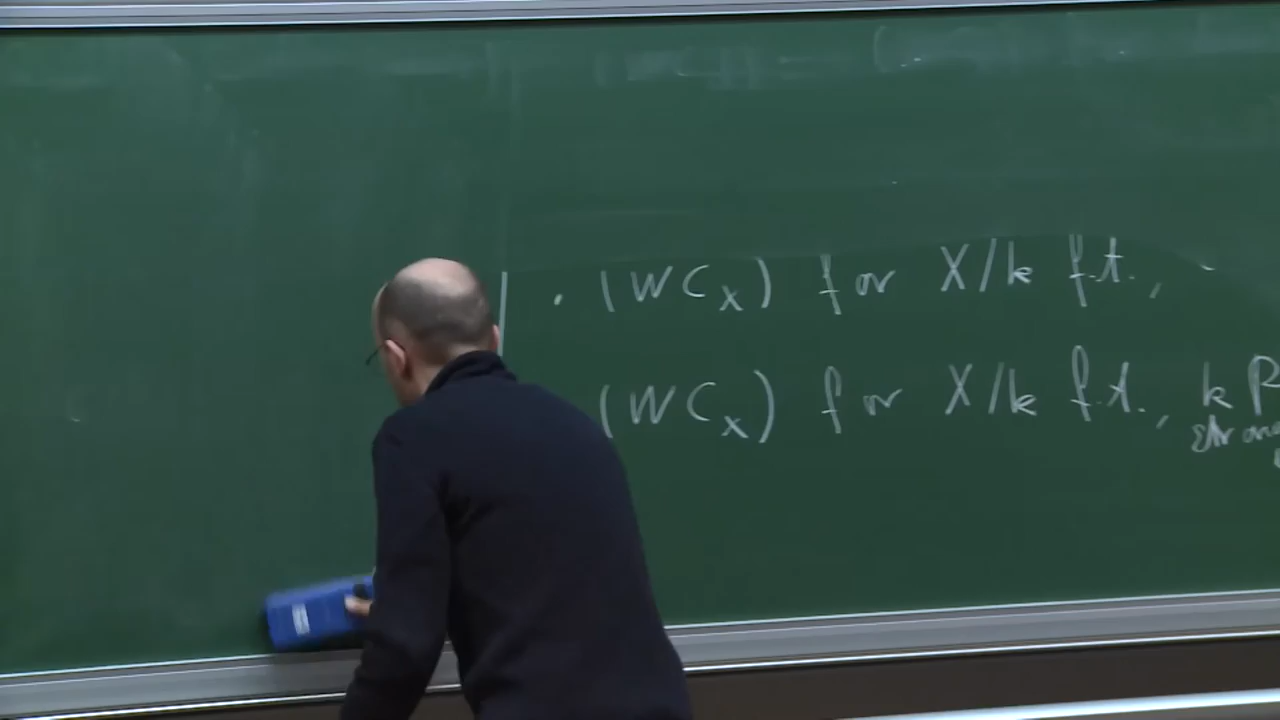 · (WC_X) for X/k f.t.,
(WC_X) for X/k f.t., k P